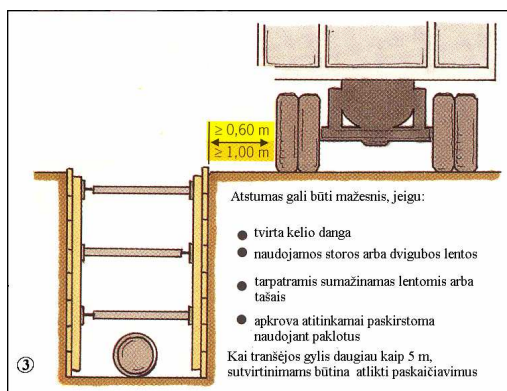 ≥ 0,60 m
≥ 1,00 m
Atstumas gali būti mažesnis, jeigu:
● tvirta kelio danga
● naudojamos storos arba dvigubos lentos
● tarpatramis sumažinamas lentomis arba
tašais
● apkrova atitinkamai paskirstoma
naudojant paklotus
Kai tranšėjos gylis daugiau kaip 5 m,
sutvirtinimams būtina atlikti paskaičiavimus
3